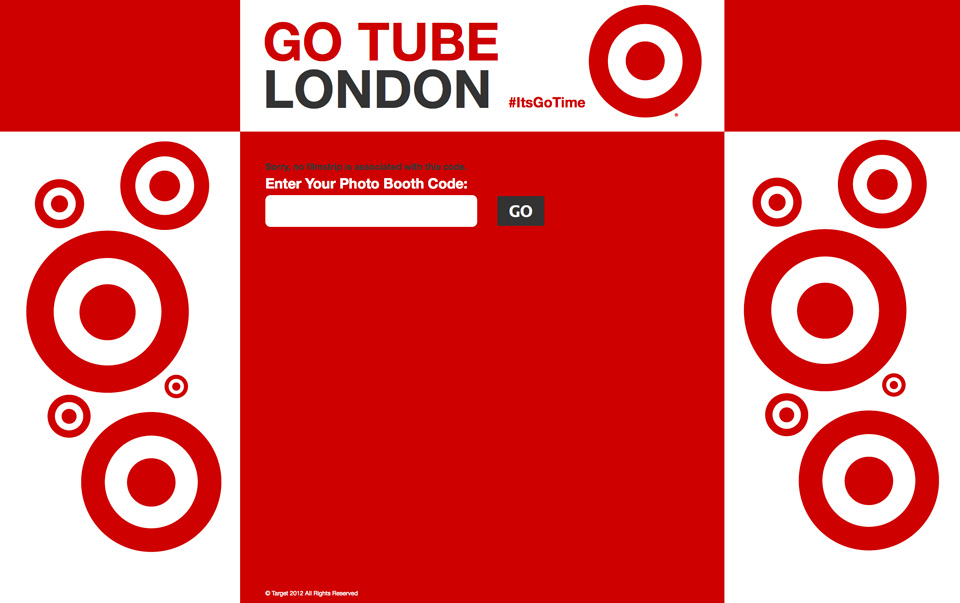 GO TUBE
LONDON
#ItsGoTime
®
Sorry, no filmstrip is associated with this code.
Enter Your Photo Booth Code:
GO
© Target 2012 All Rights Reserved